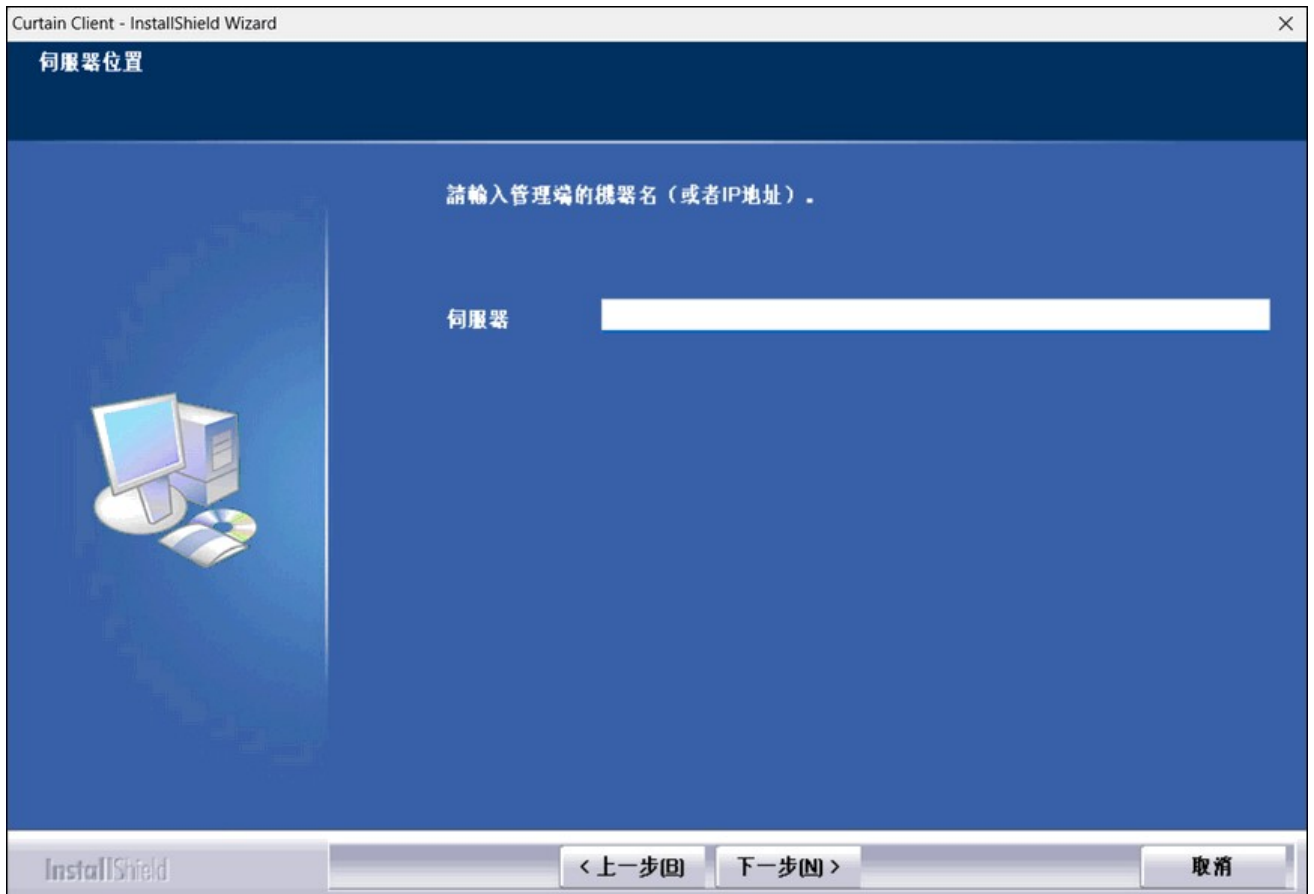 Curtain Client - InstallShield Wizard
伺服器位置
請輸入管理端的機器名（或者IP地址）.
伺服器
InstallShield
< 上一步(B)
下一步(N) >
取消